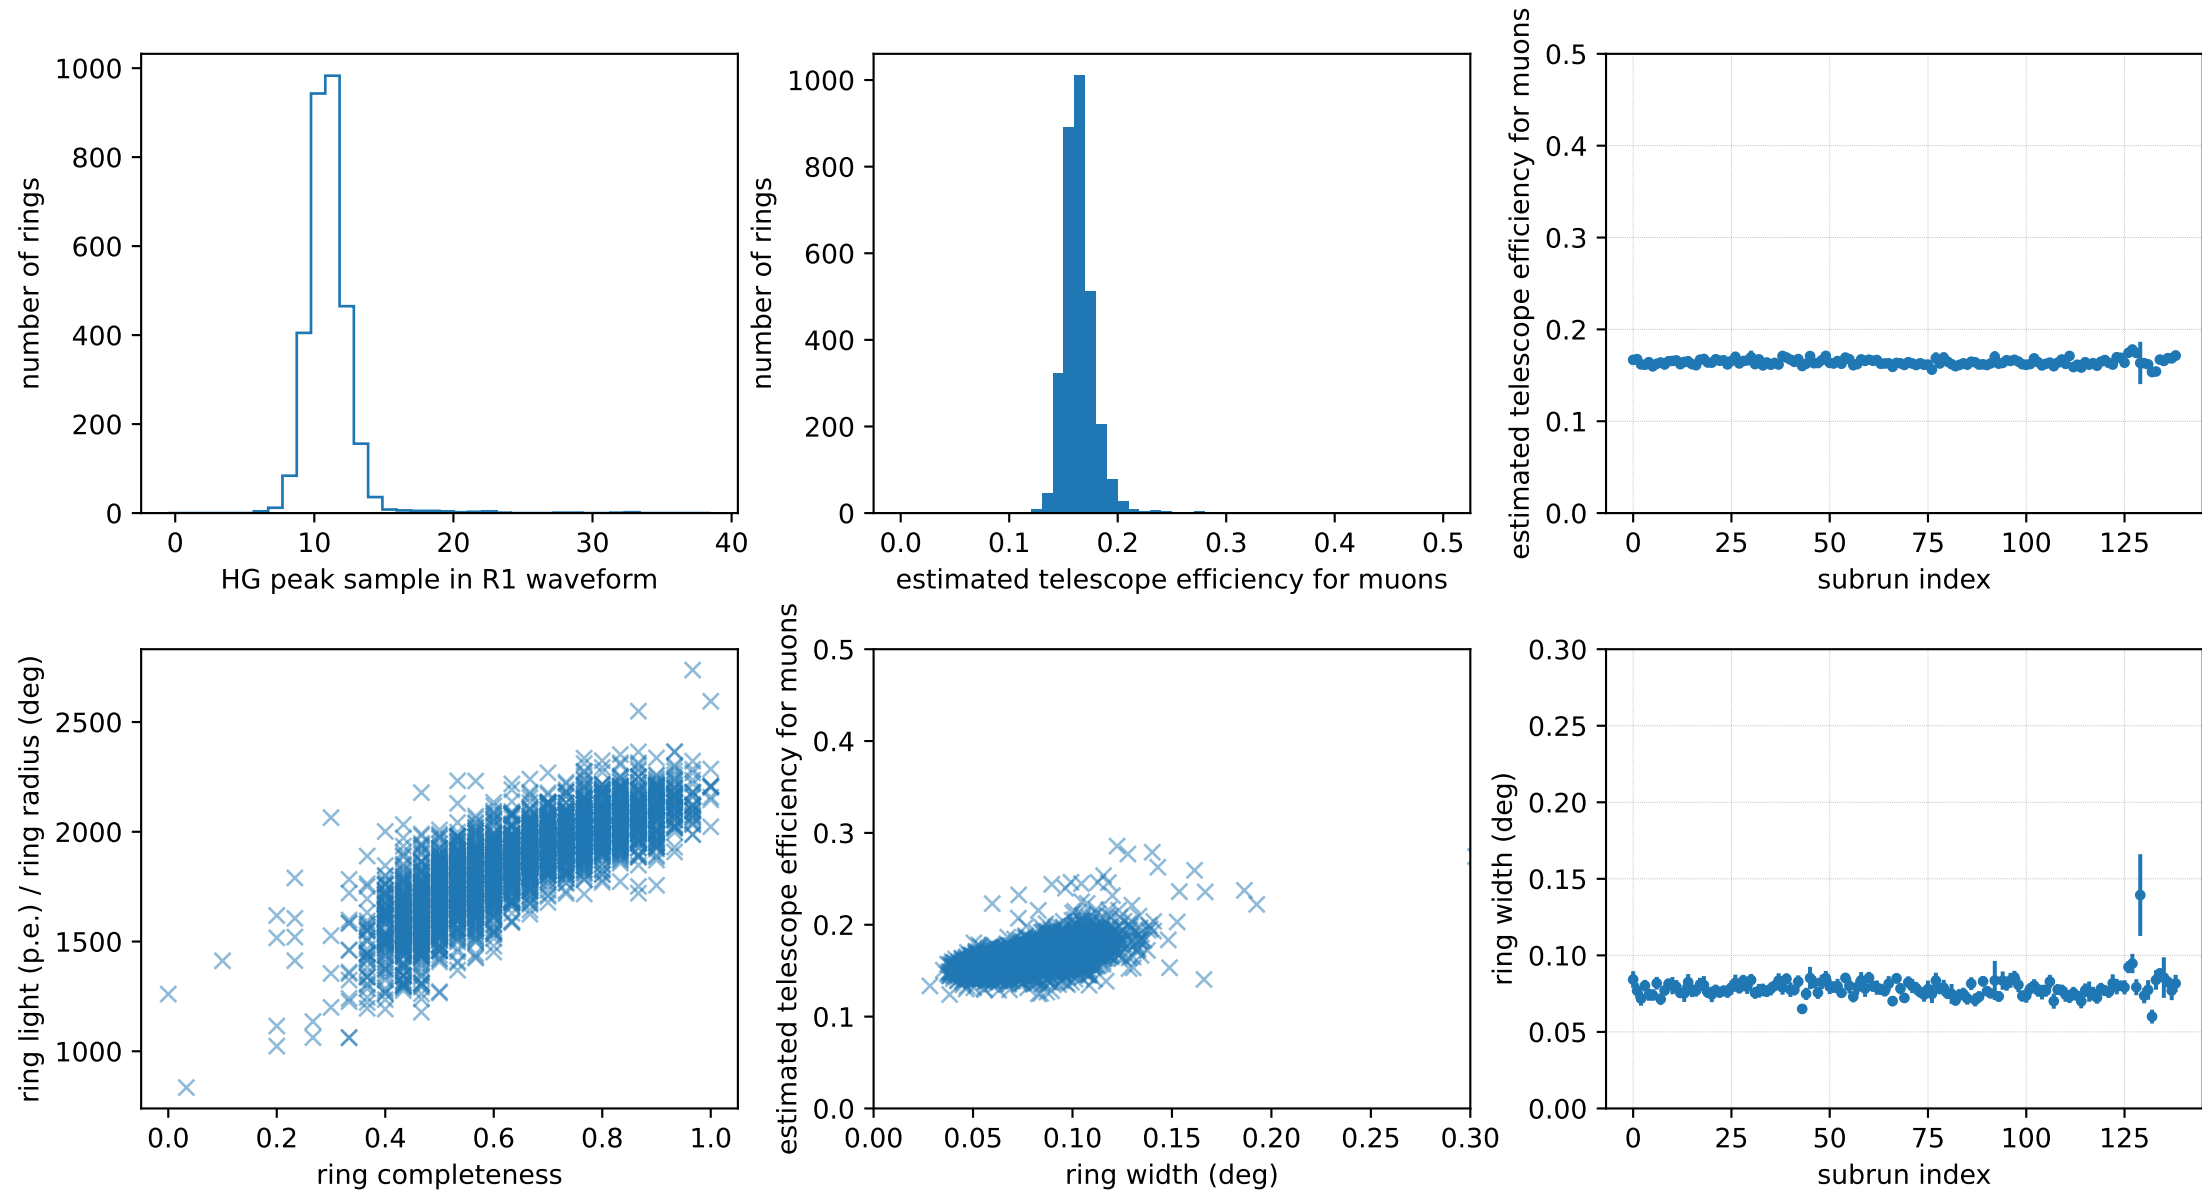 number of rings
1000
800
600
400
200
0
0 10 20 30 40
HG peak sample in R1 waveform
number of rings
1000
800
600
400
200
0
0.0 0.1 0.2 0.3 0.4 0.5
estimated telescope efficiency for muons
estimated telescope efficiency for muons
0.5
0.4
0.3
0.2
0.1
0.0
0 25 50 75 100 125
subrun index
ring light (p.e.) / ring radius (deg)
2500
2000
1500
1000
0.0 0.2 0.4 0.6 0.8 1.0
ring completeness
estimated telescope efficiency for muons
0.5
0.4
0.3
0.2
0.1
0.0
0.00 0.05 0.10 0.15 0.20 0.25 0.30
ring width (deg)
ring width (deg)
0.30
0.25
0.20
0.15
0.10
0.05
0.00
0 25 50 75 100 125
subrun index